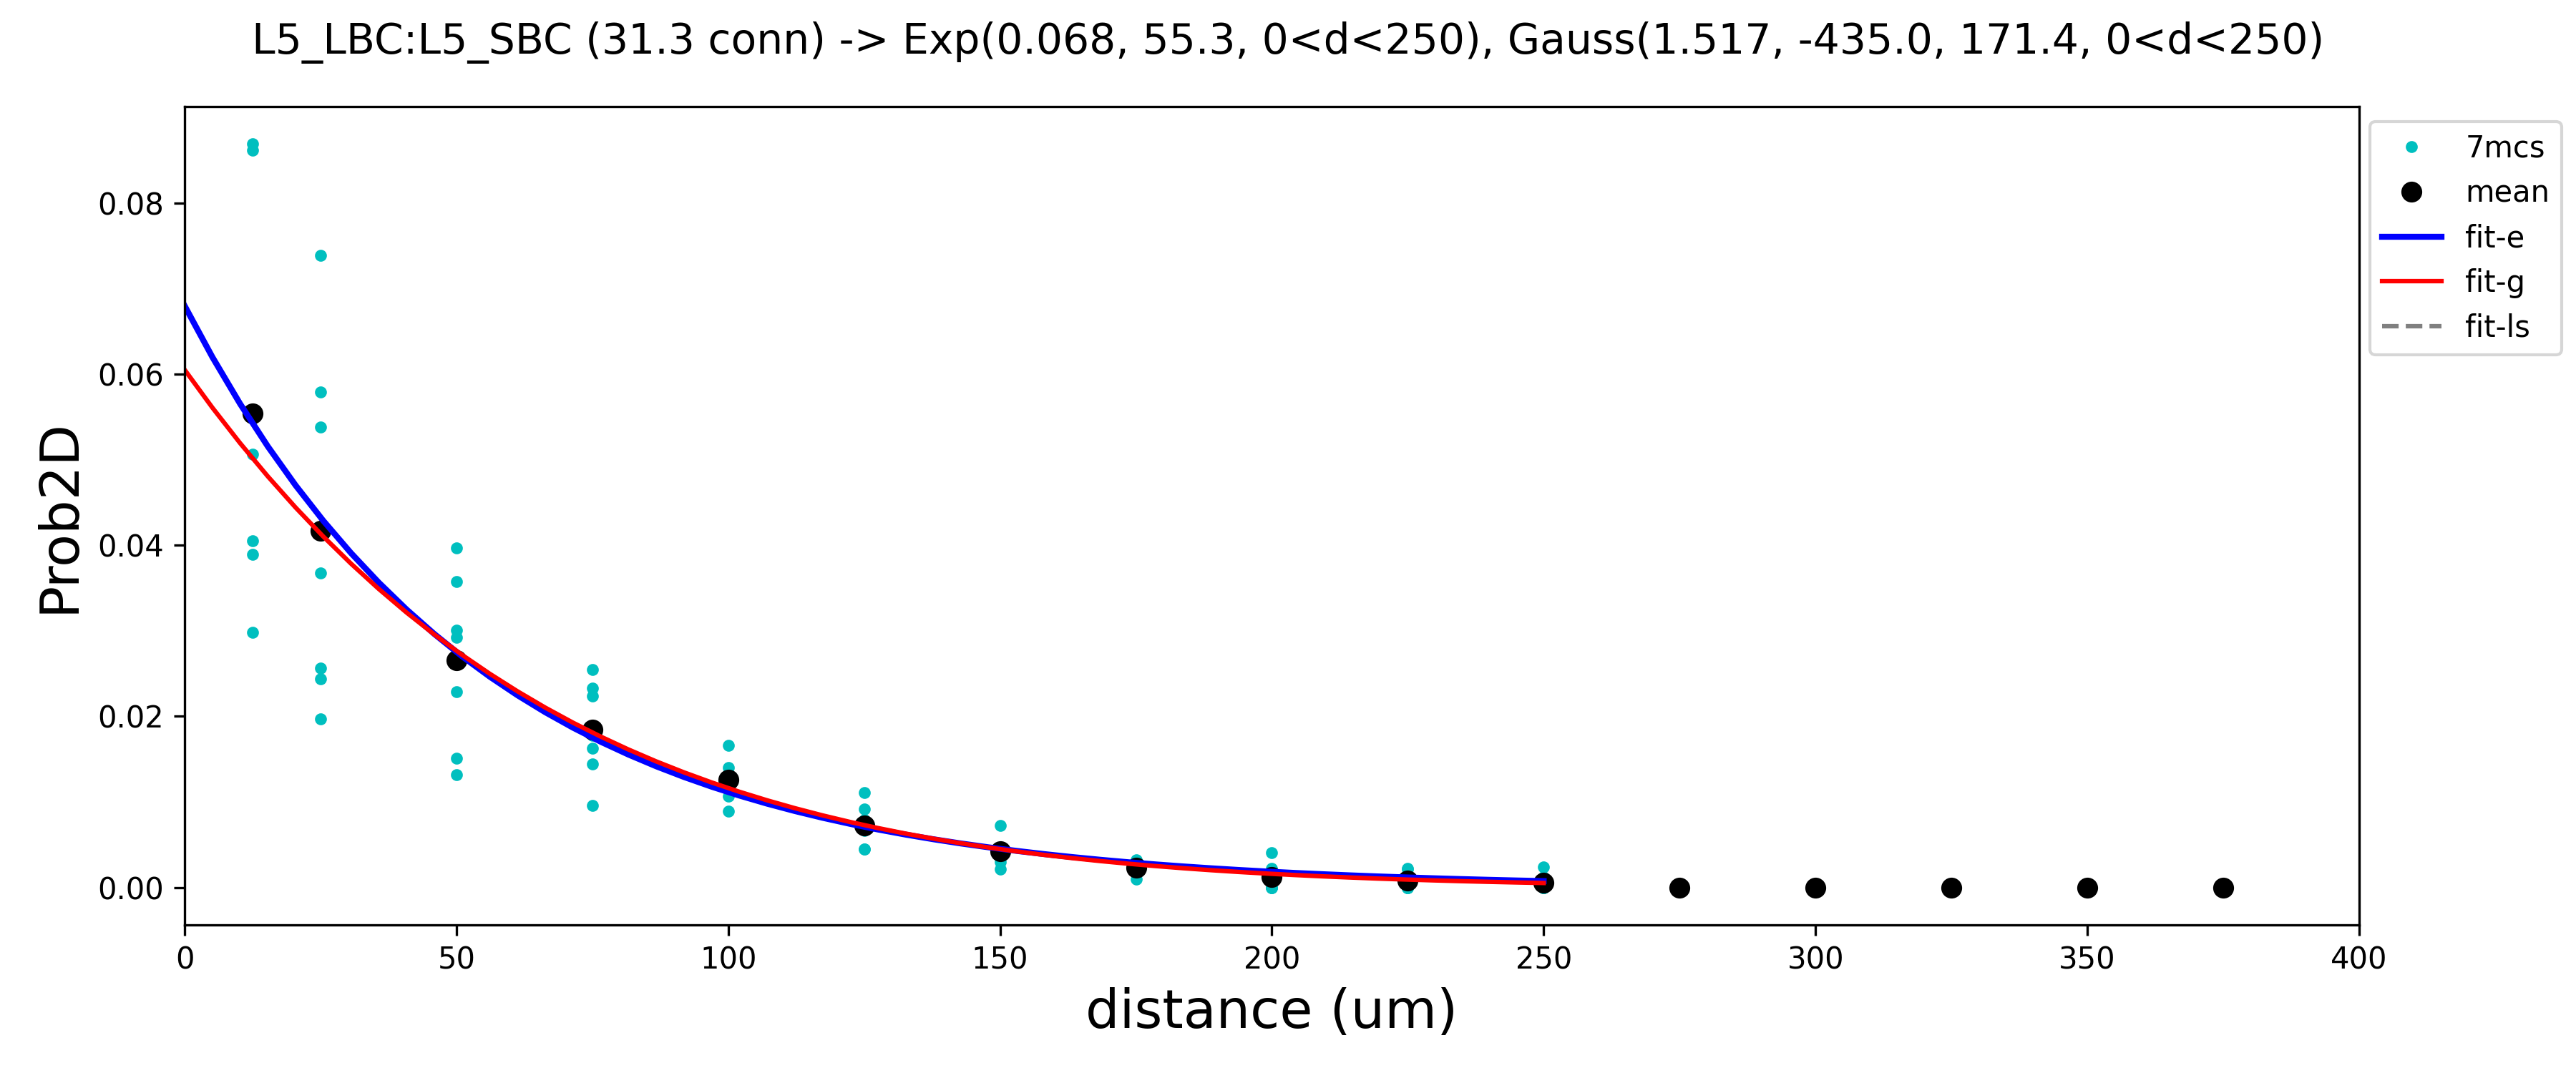 L5_LBC:L5_SBC (31.3 conn) -> Exp(0.068, 55.3, 0<d<250), Gauss(1.517, -435.0, 171.4, 0<d<250)
7mcs
mean
fit-e
fit-g
fit-ls
Prob2D
0.08
0.06
0.04
0.02
0.00
0 50 100 150 200 250 300 350 400
distance (um)